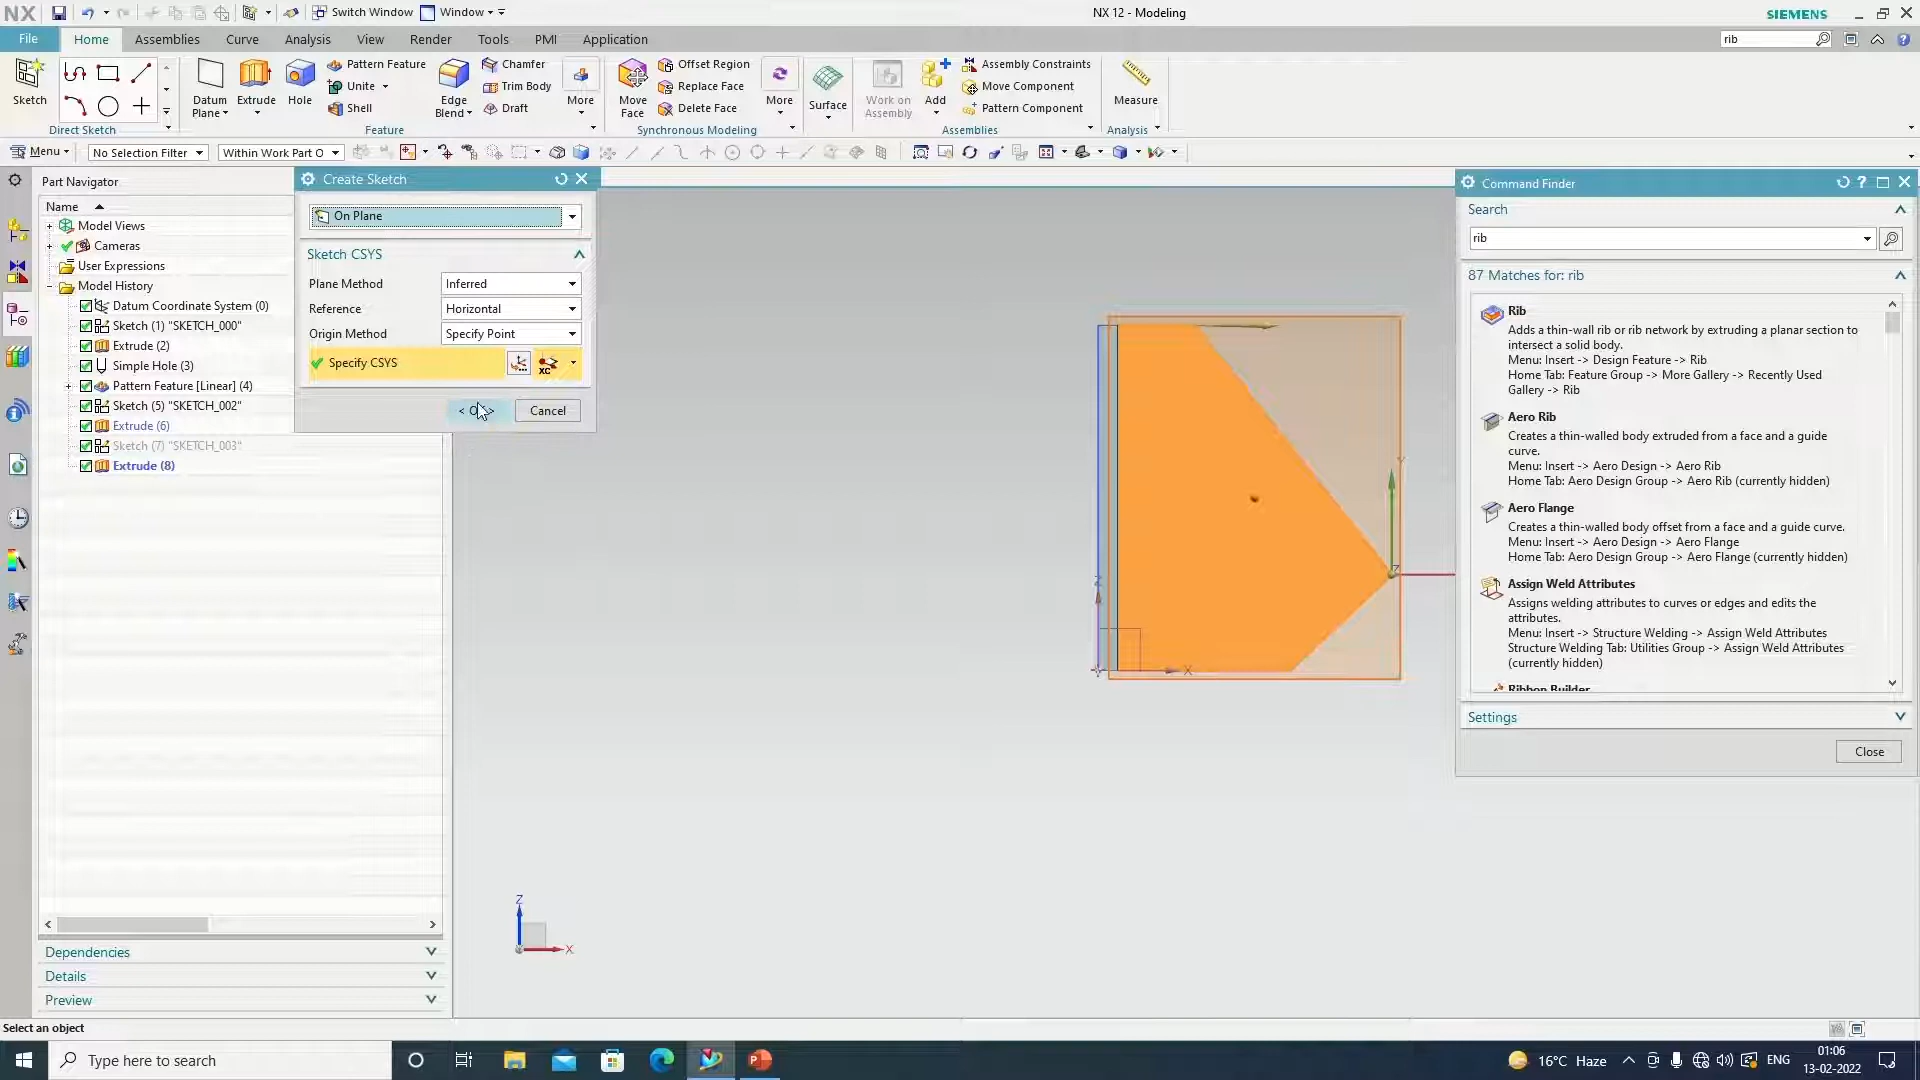 NX
Switch Window
Window
NX 12 - Modeling
SIEMENS
File
Home
Assemblies
Curve
Analysis
View
Render
Tools
PMI
Application
rib
Sketch
Direct Sketch
Datum
Plane
Extrude
Hole
Pattern Feature
Unite
Shell
Edge
Blend
Chamfer
Trim Body
Draft
More
Feature
Move
Face
Offset Region
Replace Face
Delete Face
More
Synchronous Modeling
Surface
Work on
Assembly
Add
Assembly Constraints
Move Component
Pattern Component
Assemblies
Measure
Analysis
Menu
No Selection Filter
Within Work Part O
Part Navigator
Name
Model Views
Cameras
User Expressions
Model History
Datum Coordinate System (0)
Sketch (1) "SKETCH_000"
Extrude (2)
Simple Hole (3)
Pattern Feature [Linear] (4)
Sketch (5) "SKETCH_002"
Extrude (6)
Sketch (7) "SKETCH_003"
Extrude (8)
Dependencies
Details
Preview
Create Sketch
On Plane
Sketch CSYS
Plane Method
Inferred
Reference
Horizontal
Origin Method
Specify Point
Specify CSYS
XC
Cancel
Z
X
Y
Z
Z
X
Command Finder
Search
rib
87 Matches for: rib
Rib
Adds a thin-wall rib or rib network by extruding a planar section to
intersect a solid body.
Menu: Insert -> Design Feature -> Rib
Home Tab: Feature Group -> More Gallery -> Recently Used
Gallery -> Rib
Aero Rib
Creates a thin-walled body extruded from a face and a guide
curve.
Menu: Insert -> Aero Design -> Aero Rib
Home Tab: Aero Design Group -> Aero Rib (currently hidden)
Aero Flange
Creates a thin-walled body offset from a face and a guide curve.
Menu: Insert -> Aero Design -> Aero Flange
Home Tab: Aero Design Group -> Aero Flange (currently hidden)
Assign Weld Attributes
Assigns welding attributes to curves or edges and edits the
attributes.
Menu: Insert -> Structure Welding -> Assign Weld Attributes
Structure Welding Tab: Utilities Group -> Assign Weld Attributes
(currently hidden)
Ribbon Builder
Settings
Close
Select an object
Type here to search
16°C Haze
ENG
01:06
13-02-2022